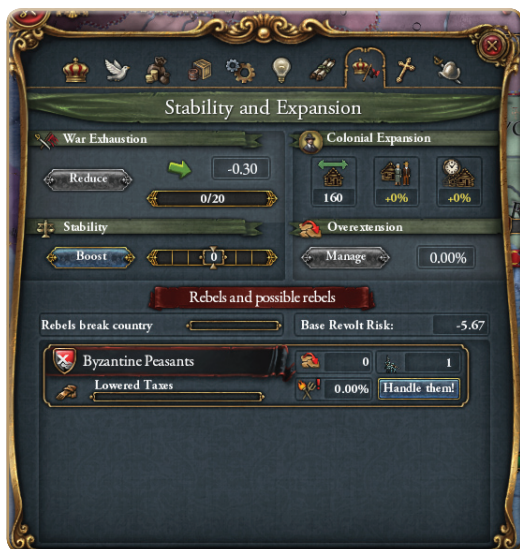 Stability and Expansion
War Exhaustion
Reduce
-0.30
0/20
Colonial Expansion
160
+0%
+0%
Stability
Boost
0
Overextension
Manage
0.00%
Rebels and possible rebels
Rebels break country
Base Revolt Risk:
-5.67
Byzantine Peasants
0
1
Lowered Taxes
0.00%
Handle them!